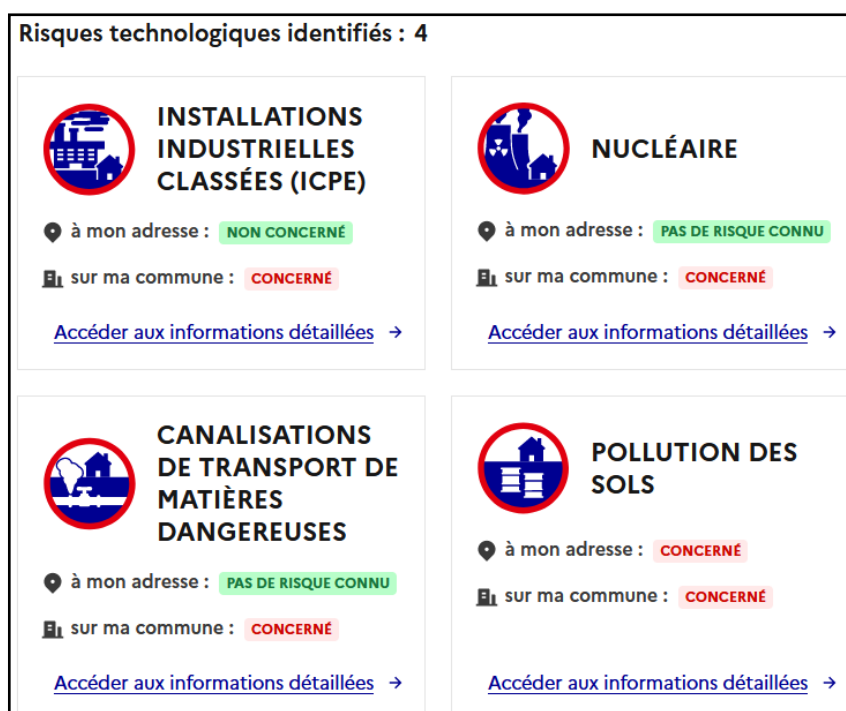 Risques technologiques identifiés : 4
INSTALLATIONS
INDUSTRIELLES
CLASSÉES (ICPE)
à mon adresse : NON CONCERNÉ
sur ma commune : CONCERNÉ
Accéder aux informations détaillées →
NUCLÉAIRE
à mon adresse : PAS DE RISQUE CONNU
sur ma commune : CONCERNÉ
Accéder aux informations détaillées →
CANALISATIONS
DE TRANSPORT DE
MATIÈRES
DANGEREUSES
à mon adresse : PAS DE RISQUE CONNU
sur ma commune : CONCERNÉ
Accéder aux informations détaillées →
POLLUTION DES
SOLS
à mon adresse : CONCERNÉ
sur ma commune : CONCERNÉ
Accéder aux informations détaillées →